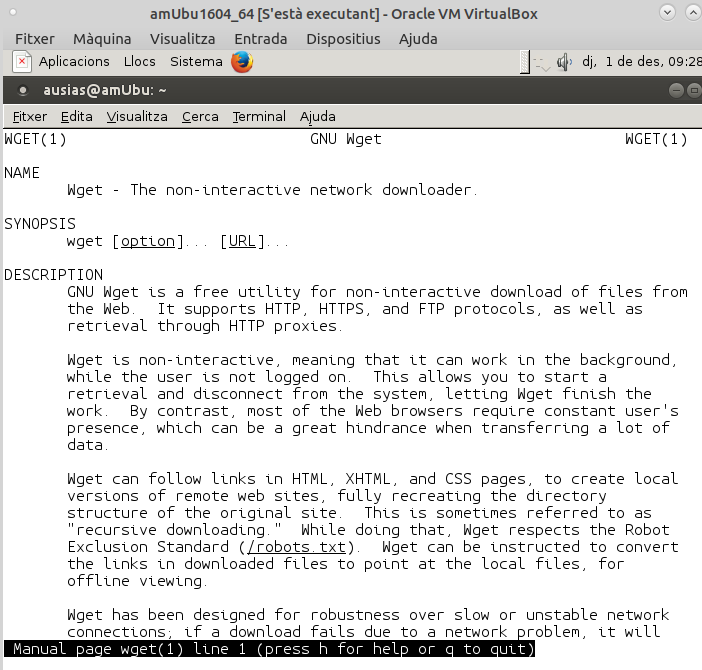 amUbu1604_64 [S'està executant] - Oracle VM VirtualBox
Fitxer Màquina Visualitza Entrada Dispositius Ajuda
Aplicacions Llocs Sistema dj, 1 de des, 09:28
ausias@amUbu: ~
Fitxer Edita Visualitza Cerca Terminal Ajuda
WGET(1) GNU Wget WGET(1)
NAME
Wget - The non-interactive network downloader.
SYNOPSIS
wget [option]... [URL]...
DESCRIPTION
GNU Wget is a free utility for non-interactive download of files from
the Web.  It supports HTTP, HTTPS, and FTP protocols, as well as
retrieval through HTTP proxies.
Wget is non-interactive, meaning that it can work in the background,
while the user is not logged on.  This allows you to start a
retrieval and disconnect from the system, letting Wget finish the
work.  By contrast, most of the Web browsers require constant user's
presence, which can be a great hindrance when transferring a lot of
data.
Wget can follow links in HTML, XHTML, and CSS pages, to create local
versions of remote web sites, fully recreating the directory
structure of the original site.  This is sometimes referred to as
"recursive downloading."  While doing that, Wget respects the Robot
Exclusion Standard (/robots.txt).  Wget can be instructed to convert
the links in downloaded files to point at the local files, for
offline viewing.
Wget has been designed for robustness over slow or unstable network
connections; if a download fails due to a network problem, it will
Manual page wget(1) line 1 (press h for help or q to quit)